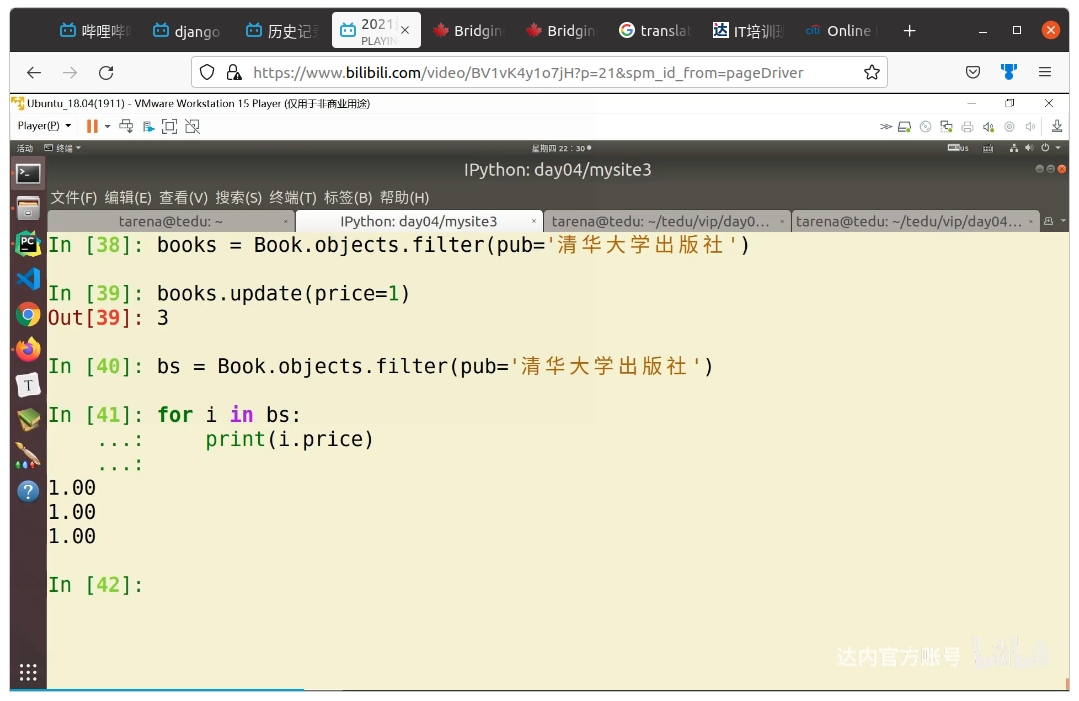 哔哩哔哩
django
历史记录
2021
PLAYIN
Bridgin
Bridgin
translat
达 IT培训班
citi Online
https://www.bilibili.com/video/BV1vK4y1o7jH?p=21&spm_id_from=pageDriver
Ubuntu_18.04(1911) - VMware Workstation 15 Player (仅用于非商业用途)
Player(P)
活动 终端 星期四 22：30
IPython: day04/mysite3
文件(F) 编辑(E) 查看(V) 搜索(S) 终端(T) 标签(B) 帮助(H)
tarena@tedu: ~
IPython: day04/mysite3
tarena@tedu: ~/tedu/vip/day0...
tarena@tedu: ~/tedu/vip/day04...
In [38]: books = Book.objects.filter(pub='清华大学出版社')
In [39]: books.update(price=1)
Out[39]: 3
In [40]: bs = Book.objects.filter(pub='清华大学出版社')
In [41]: for i in bs:
...: print(i.price)
...:
1.00
1.00
1.00
In [42]:
达内官方账号